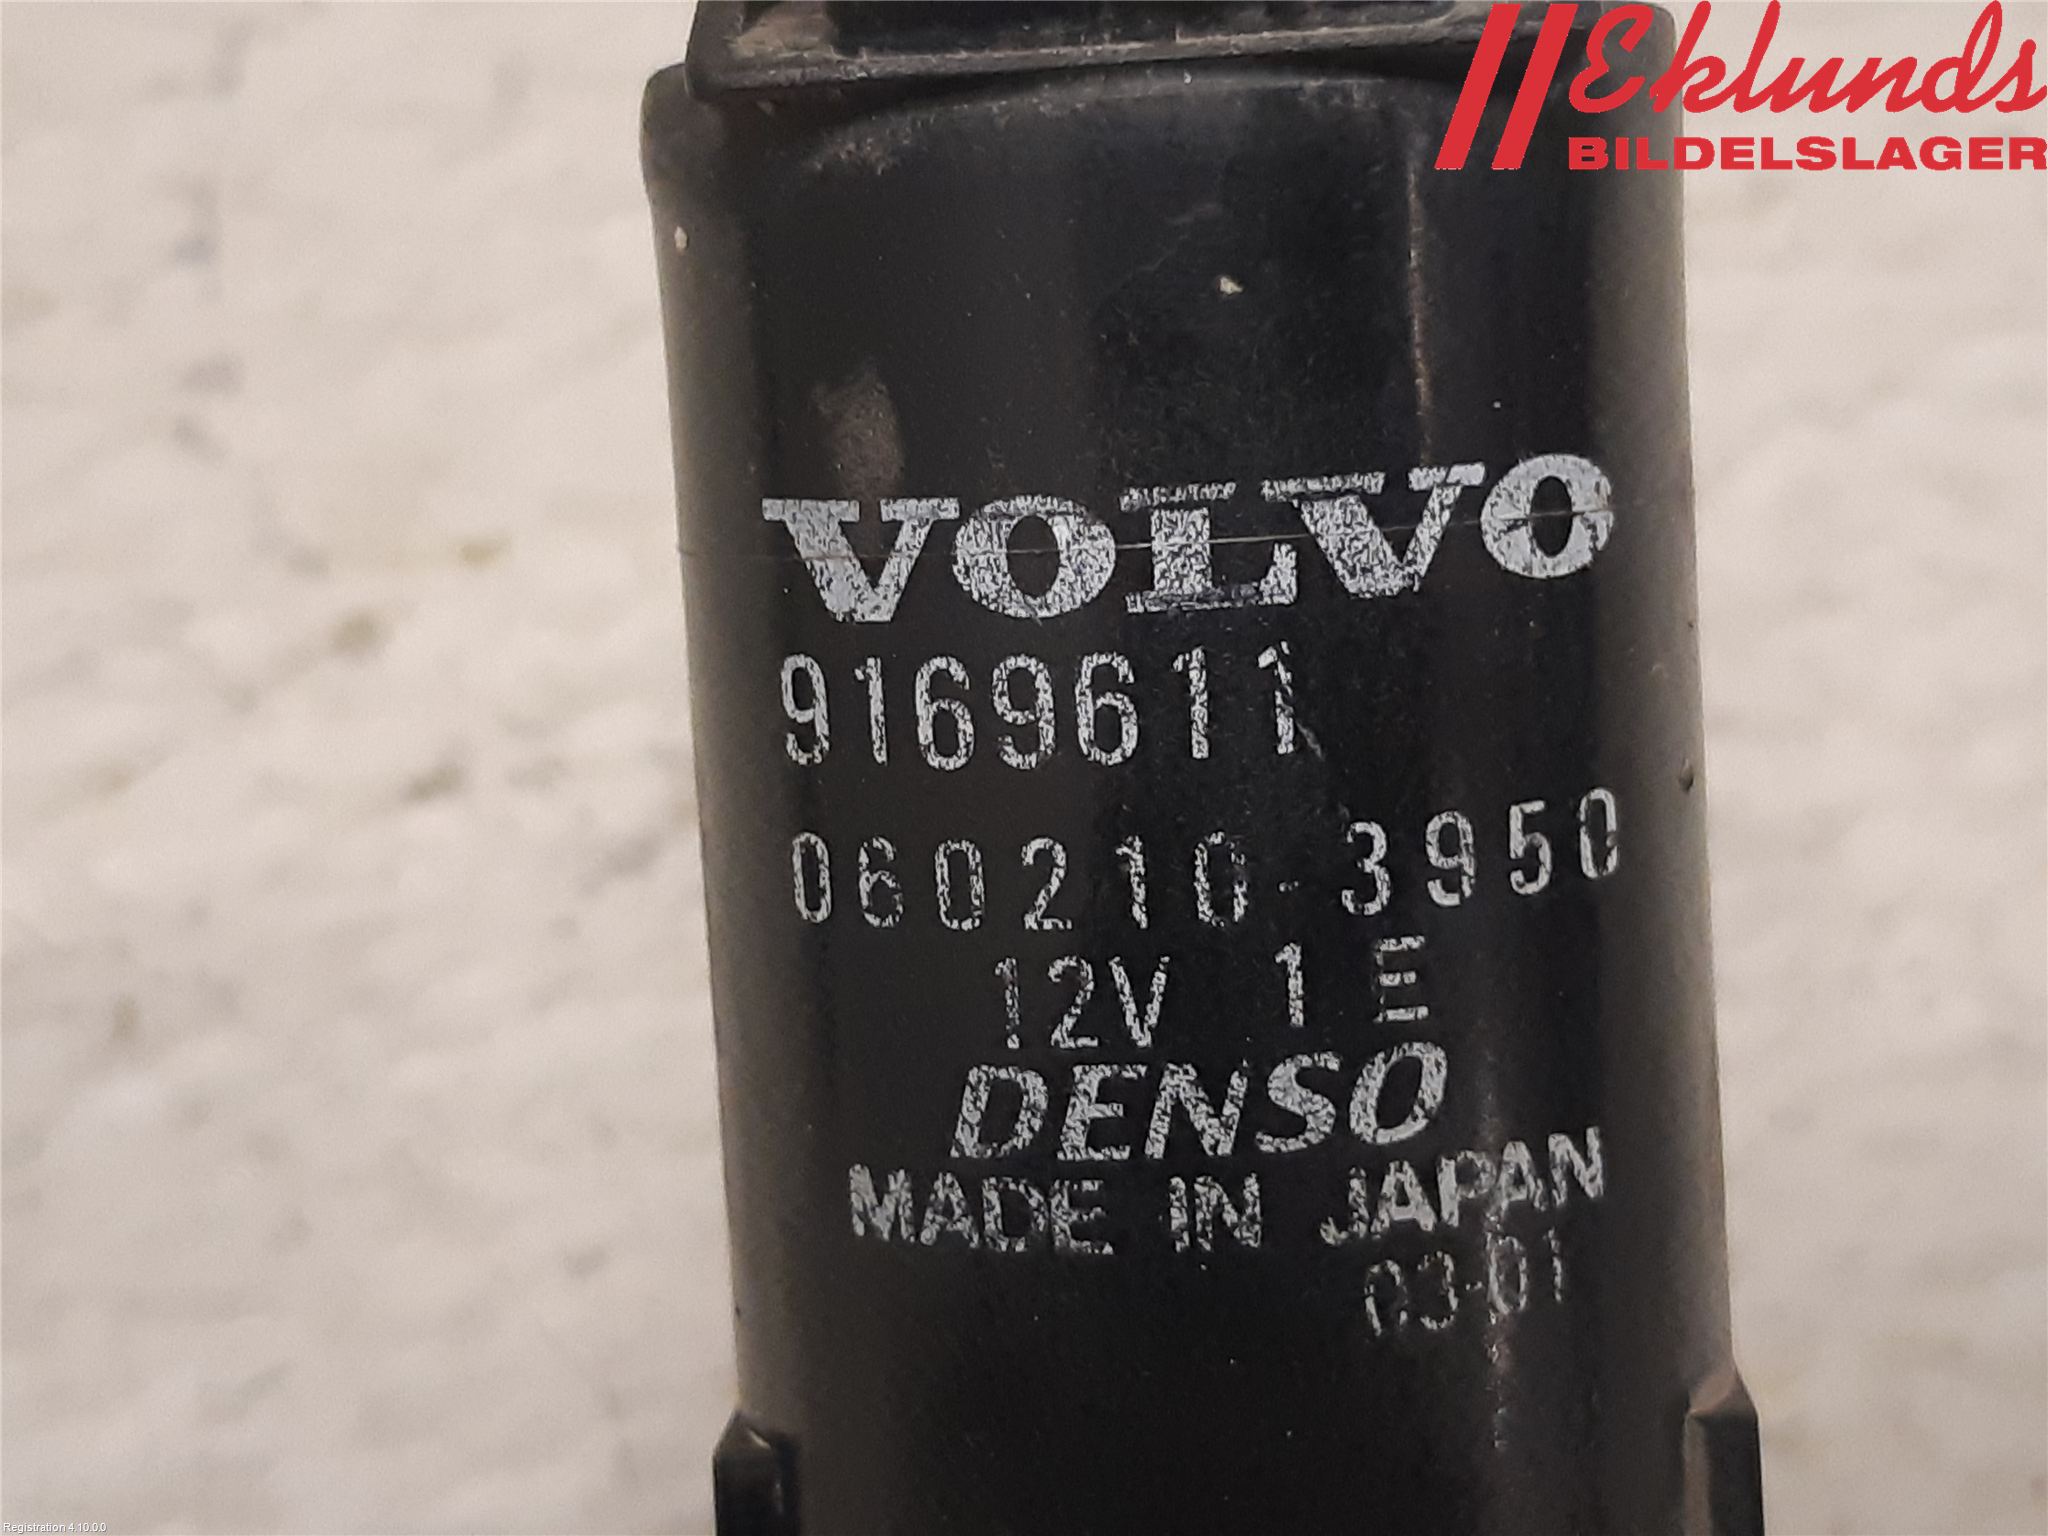 Eklunds
BILDELSLAGER
VOLVO
9169611
060210-3950
12V 1 E
DENSO
MADE IN JAPAN
03-01
Registration 4.10.0.0